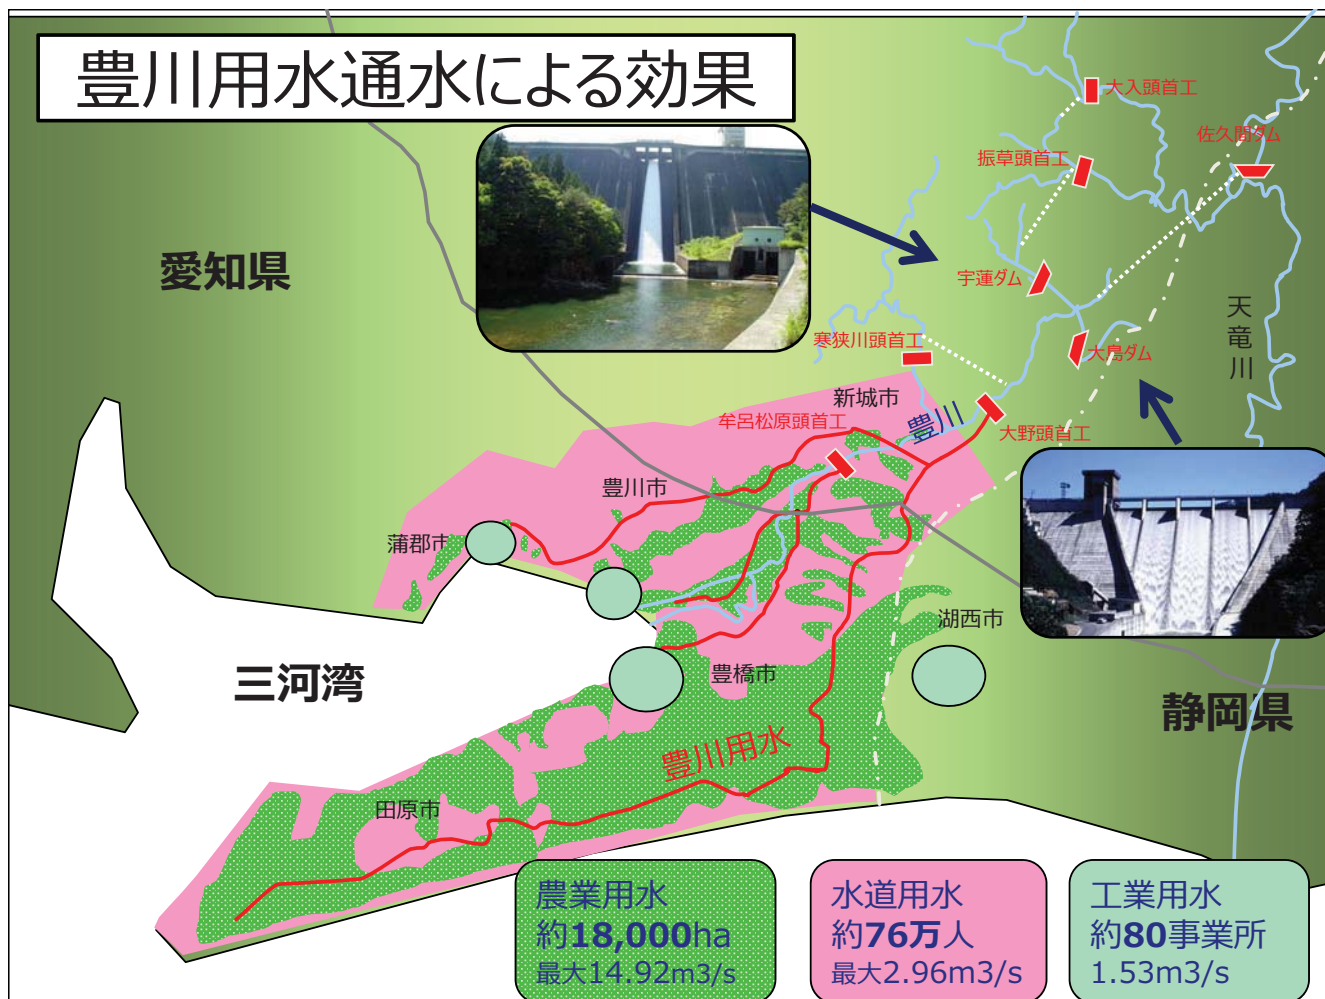 豊川用水通水による効果
大入頭首工
佐久間ダム
振草頭首工
愛知県
宇蓮ダム
天竜川
寒狭川頭首工
大島ダム
新城市
牟呂松原頭首工
豊川
大野頭首工
豊川市
蒲郡市
湖西市
三河湾
豊橋市
静岡県
豊川用水
田原市
農業用水
約18,000ha
最大14.92m3/s
水道用水
約76万人
最大2.96m3/s
工業用水
約80事業所
1.53m3/s